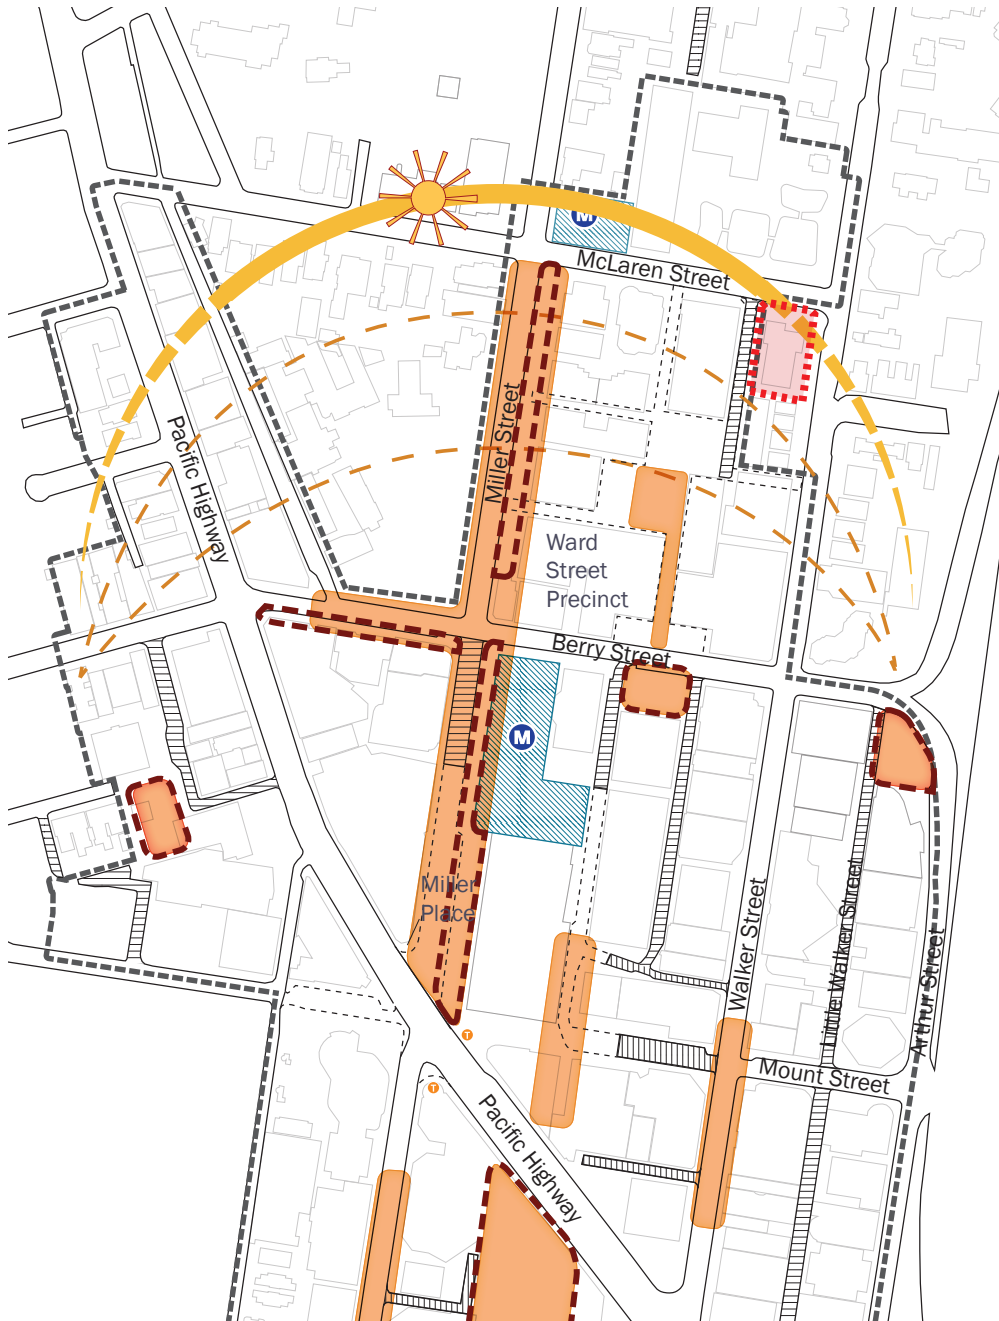 M
McLaren Street
Miller Street
Pacific Highway
Ward
Street
Precinct
Berry Street
M
Miller
Place
Walker Street
Little Walker Street
Arthur Street
T
Mount Street
T
Pacific Highway